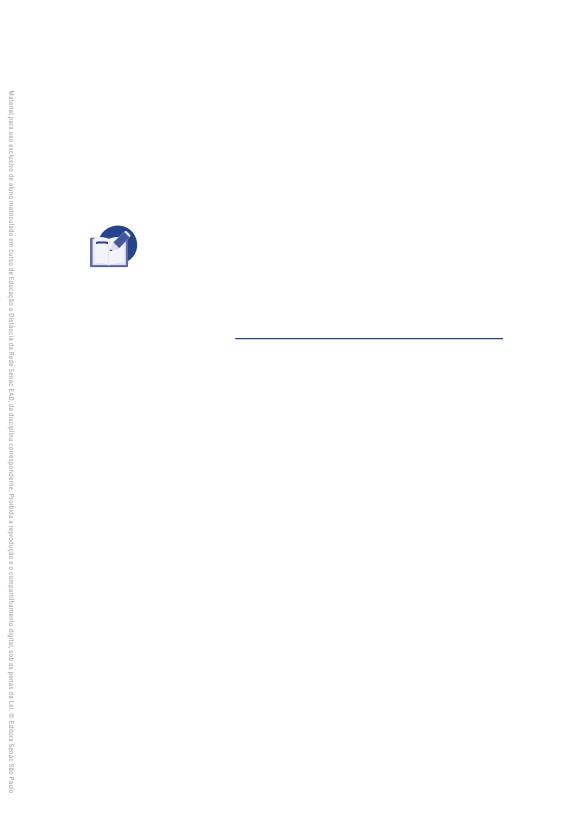 Material para uso exclusivo de aluno matriculado em curso de Educação a Distância da Rede Senac EAD, da disciplina correspondente. Proibida a reprodução e o compartilhamento digital, sob as penas da Lei. © Editora Senac São Paulo.